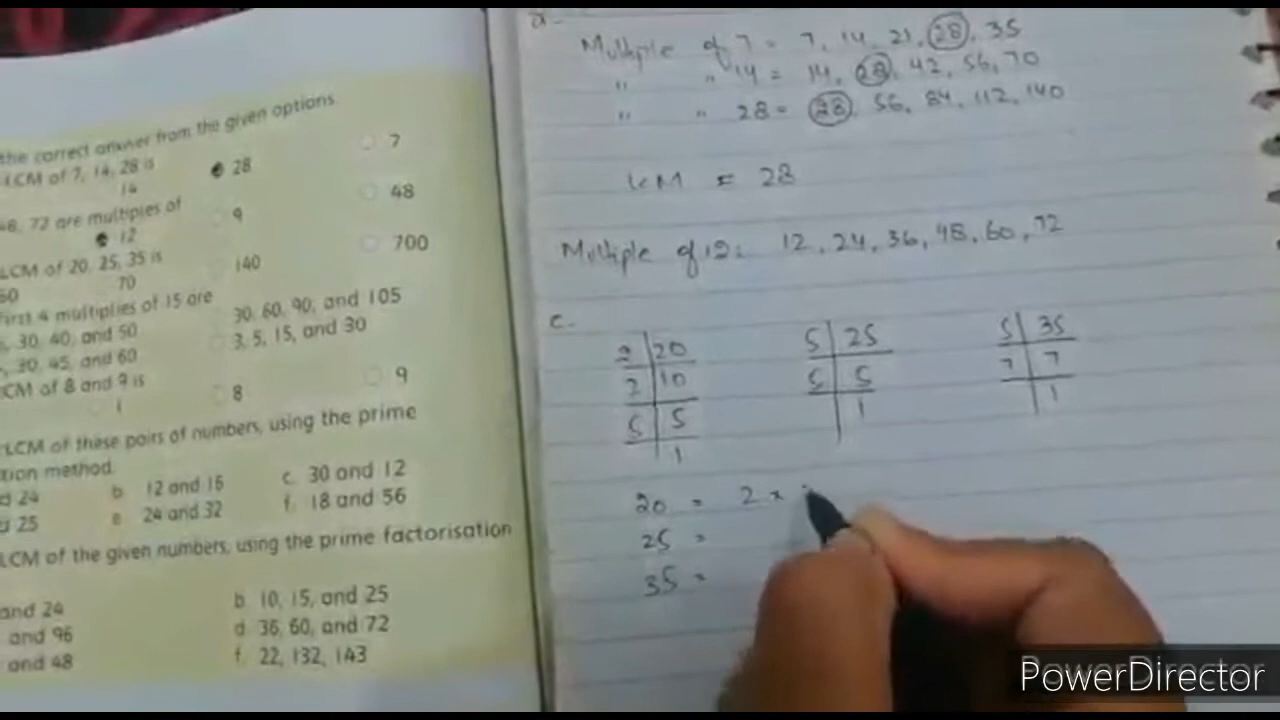 the correct answer from the given options.
LCM of 7, 14, 28 is
14 28 7
48, 72 are multiples of
12 9 48
LCM of 20, 25, 35 is
70 140 700
first 4 multiples of 15 are
30, 40, and 50 30, 60, 90, and 105
30, 45, and 60 3, 5, 15, and 30
LCM of 8 and 9 is
1 8 9
LCM of these pairs of numbers, using the prime
method.
24 b 12 and 16 c. 30 and 12
25 e 24 and 32 f. 18 and 56
LCM of the given numbers, using the prime factorisation
and 24 b 10, 15, and 25
and 96 d. 36, 60, and 72
and 48 f. 22, 132, 143
Multiple of 7 = 7, 14, 21, 28, 35
" " 14 = 14, 28, 42, 56, 70
" " 28 = 28, 56, 84, 112, 140
LCM = 28
Multiple of 12 = 12, 24, 36, 48, 60, 72
c.
2 20 5 25 5 35
2 10 5 5 7 7
5 5 1 1
1
20 = 2 ×
25 =
35 =
PowerDirector